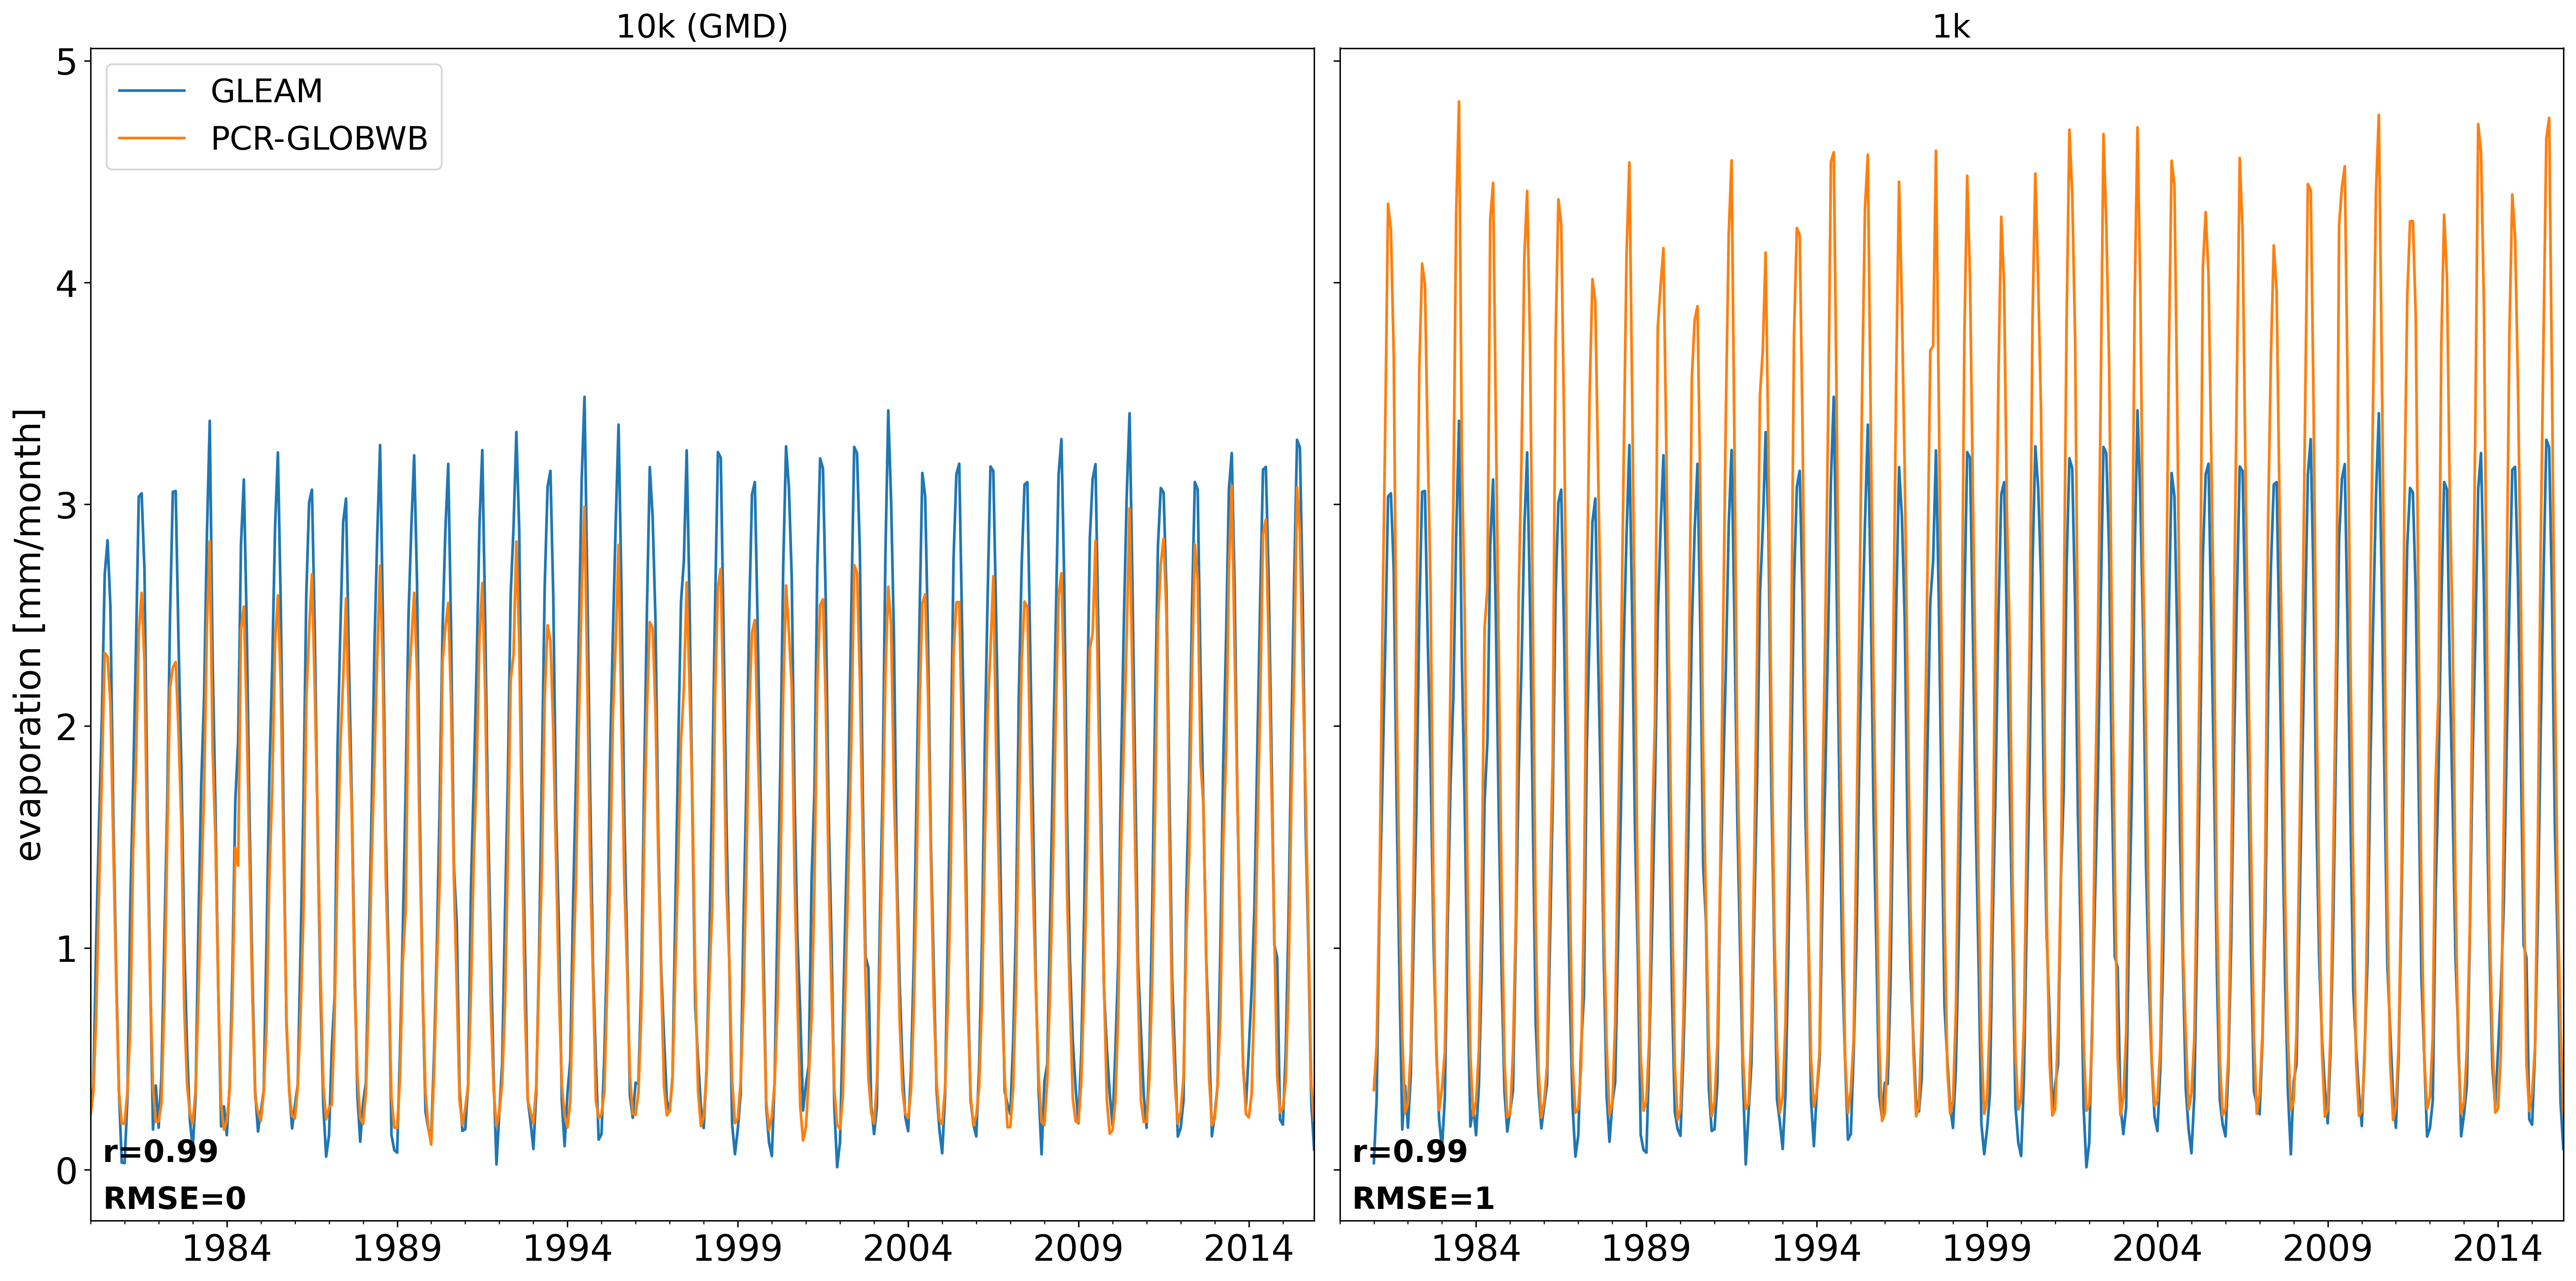 10k (GMD)
1k
GLEAM
PCR-GLOBWB
evaporation [mm/month]
5
4
3
2
1
0
r=0.99
RMSE=0
r=0.99
RMSE=1
1984 1989 1994 1999 2004 2009 2014
1984 1989 1994 1999 2004 2009 2014